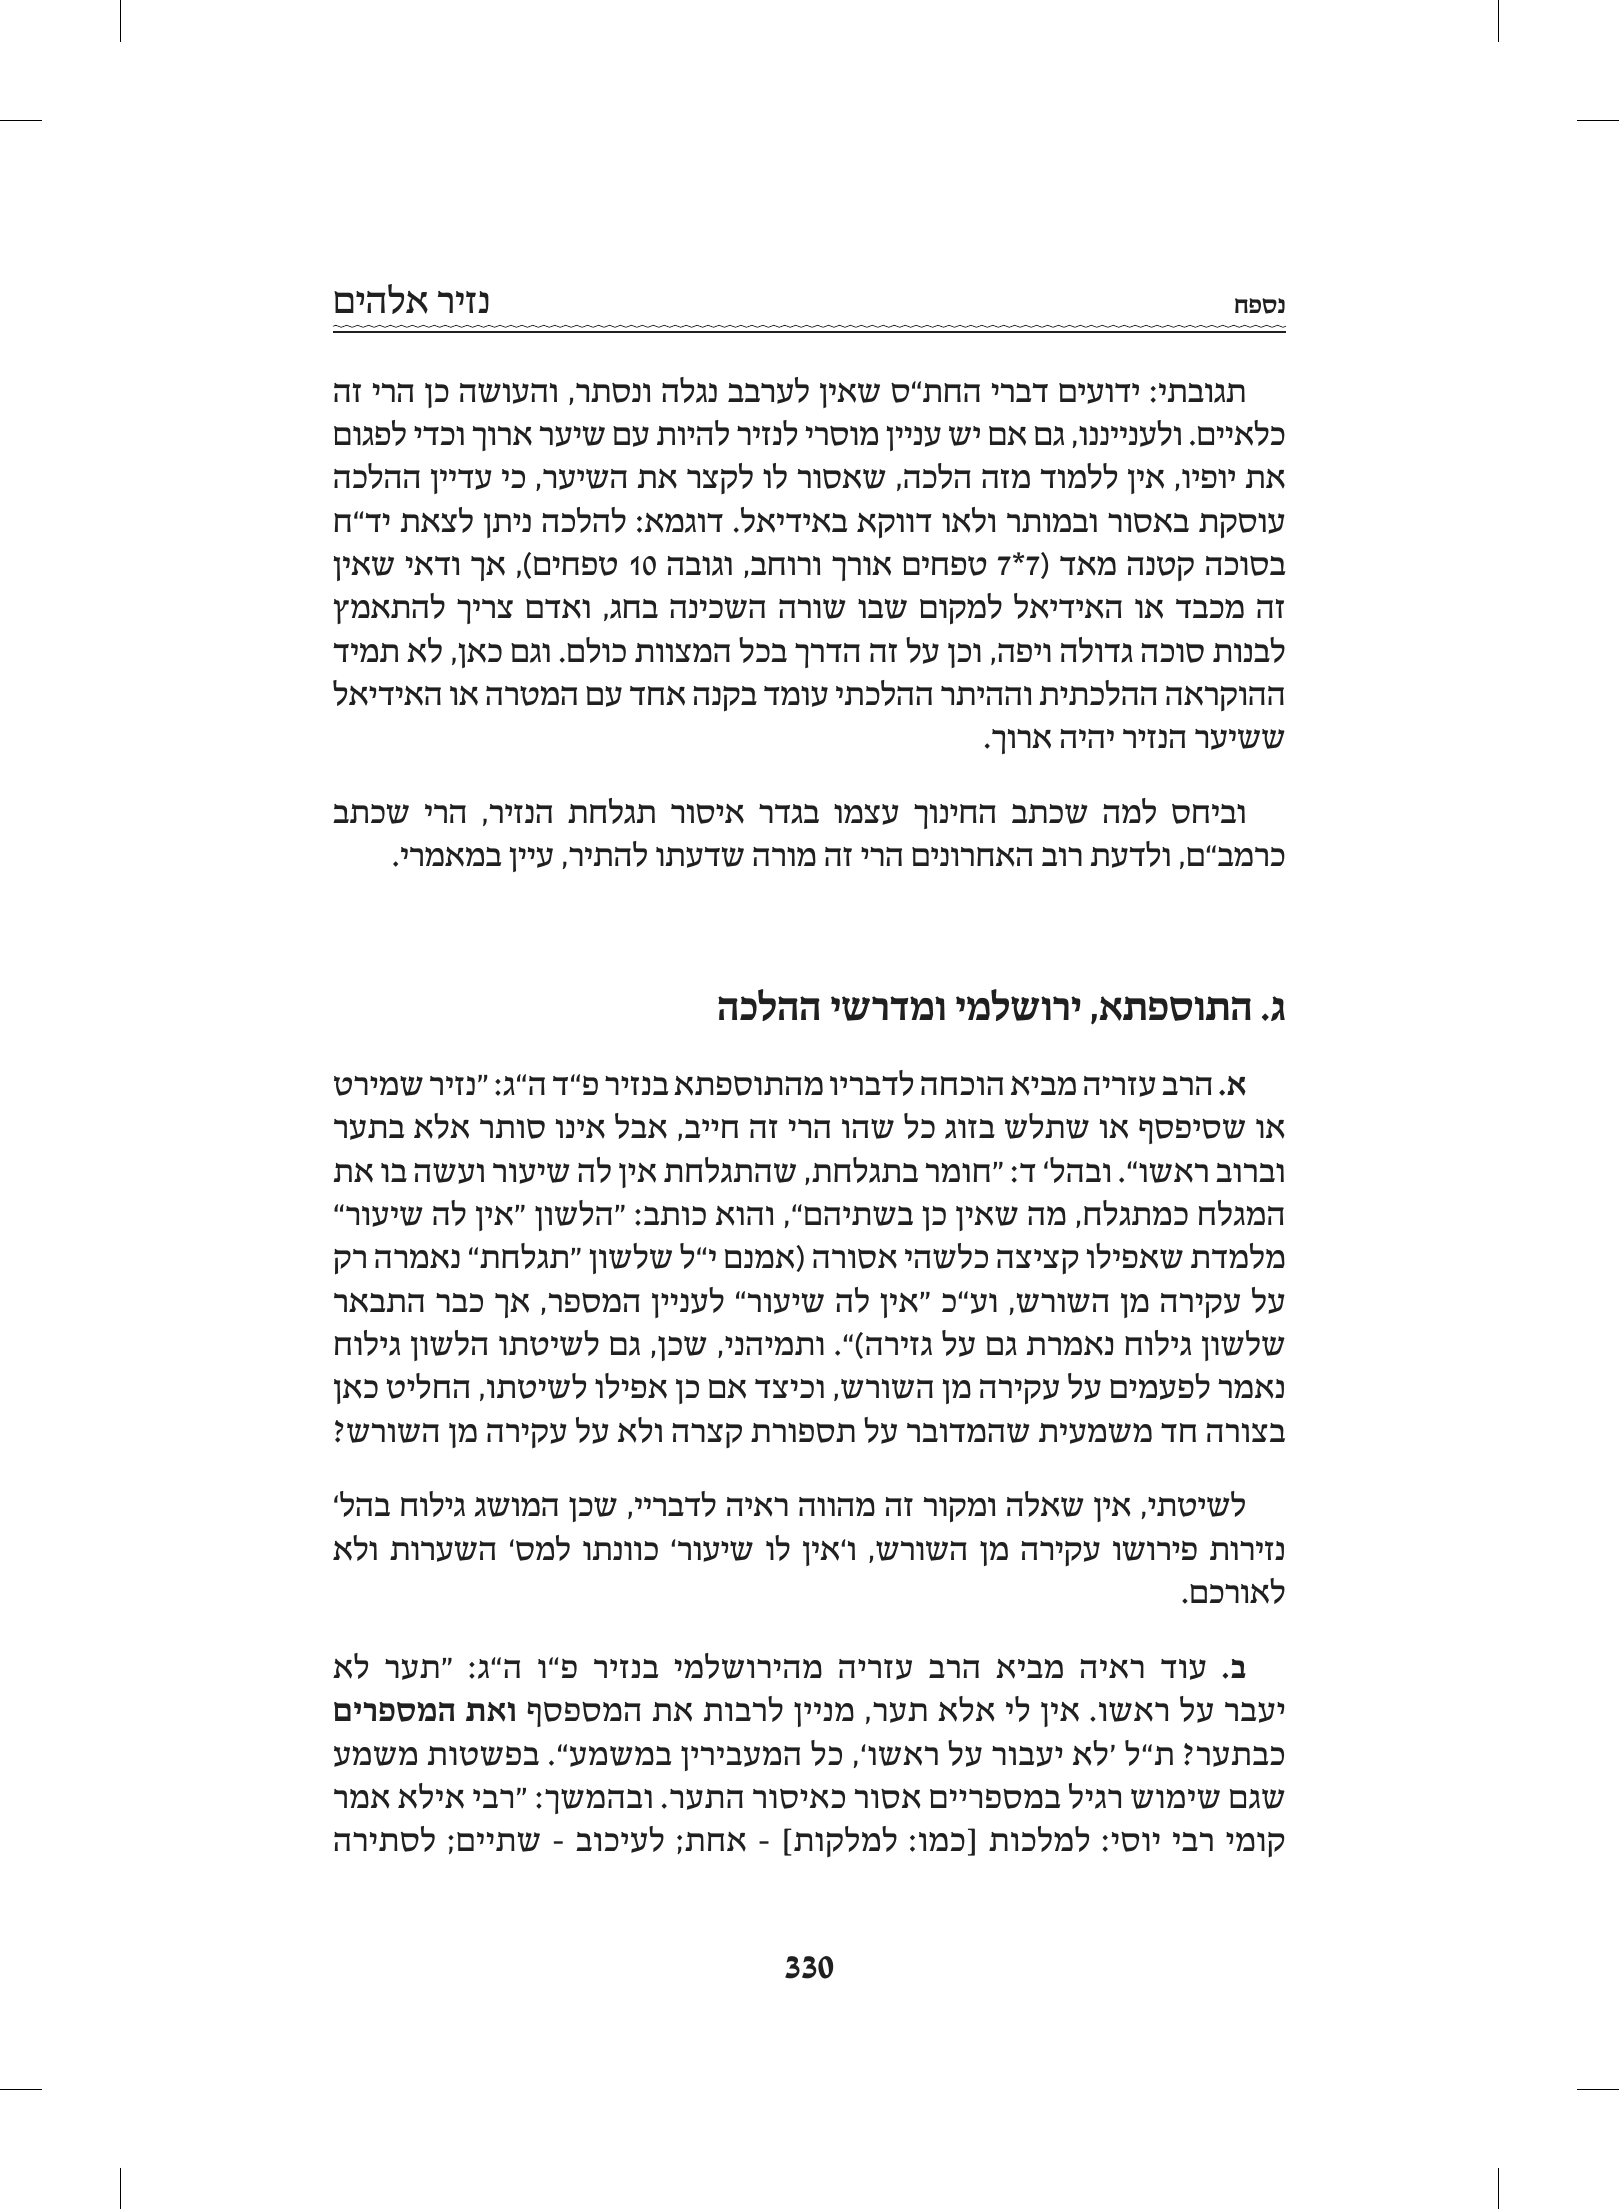 נספח
נזיר אלהים
תגובתי: ידועים דברי החת“ס שאין לערבב נגלה ונסתר, והעושה כן הרי זה
כלאיים. ולענייננו, גם אם יש עניין מוסרי לנזיר להיות עם שיער ארוך וכדי לפגום
את יופיו, אין ללמוד מזה הלכה, שאסור לו לקצר את השיער, כי עדיין ההלכה
עוסקת באסור ובמותר ולאו דווקא באידיאל. דוגמא: להלכה ניתן לצאת יד“ח
בסוכה קטנה מאד (7*7 טפחים אורך ורוחב, וגובה 10 טפחים), אך ודאי שאין
זה מכבד או האידיאל למקום שבו שורה השכינה בחג, ואדם צריך להתאמץ
לבנות סוכה גדולה ויפה, וכן על זה הדרך בכל המצוות כולם. וגם כאן, לא תמיד
ההוקראה ההלכתית וההיתר ההלכתי עומד בקנה אחד עם המטרה או האידיאל
ששיער הנזיר יהיה ארוך.
וביחס למה שכתב החינוך עצמו בגדר איסור תגלחת הנזיר, הרי שכתב
כרמב“ם, ולדעת רוב האחרונים הרי זה מורה שדעתו להתיר, עיין במאמרי.
ג. התוספתא, ירושלמי ומדרשי ההלכה
א. הרב עזריה מביא הוכחה לדבריו מהתוספתא בנזיר פ“ד ה“ג: ”נזיר שמירט
או שסיפסף או שתלש בזוג כל שהו הרי זה חייב, אבל אינו סותר אלא בתער
וברוב ראשו“. ובהל‘ ד: ”חומר בתגלחת, שהתגלחת אין לה שיעור ועשה בו את
המגלח כמתגלח, מה שאין כן בשתיהם“, והוא כותב: ”הלשון ”אין לה שיעור“
מלמדת שאפילו קציצה כלשהי אסורה (אמנם י“ל שלשון ”תגלחת“ נאמרה רק
על עקירה מן השורש, וע“כ ”אין לה שיעור“ לעניין המספר, אך כבר התבאר
שלשון גילוח נאמרת גם על גזירה)“. ותמיהני, שכן, גם לשיטתו הלשון גילוח
נאמר לפעמים על עקירה מן השורש, וכיצד אם כן אפילו לשיטתו, החליט כאן
בצורה חד משמעית שהמדובר על תספורת קצרה ולא על עקירה מן השורש?
לשיטתי, אין שאלה ומקור זה מהווה ראיה לדבריי, שכן המושג גילוח בהל‘
נזירות פירושו עקירה מן השורש, ו‘אין לו שיעור‘ כוונתו למס‘ השערות ולא
לאורכם.
ב. עוד ראיה מביא הרב עזריה מהירושלמי בנזיר פ“ו ה“ג: ”תער לא
יעבר על ראשו. אין לי אלא תער, מניין לרבות את המספסף ואת המספרים
כבתער? ת“ל ’לא יעבור על ראשו‘, כל המעבירין במשמע“. בפשטות משמע
שגם שימוש רגיל במספריים אסור כאיסור התער. ובהמשך: ”רבי אילא אמר
קומי רבי יוסי: למלכות [כמו: למלקות] - אחת; לעיכוב - שתיים; לסתירה
330